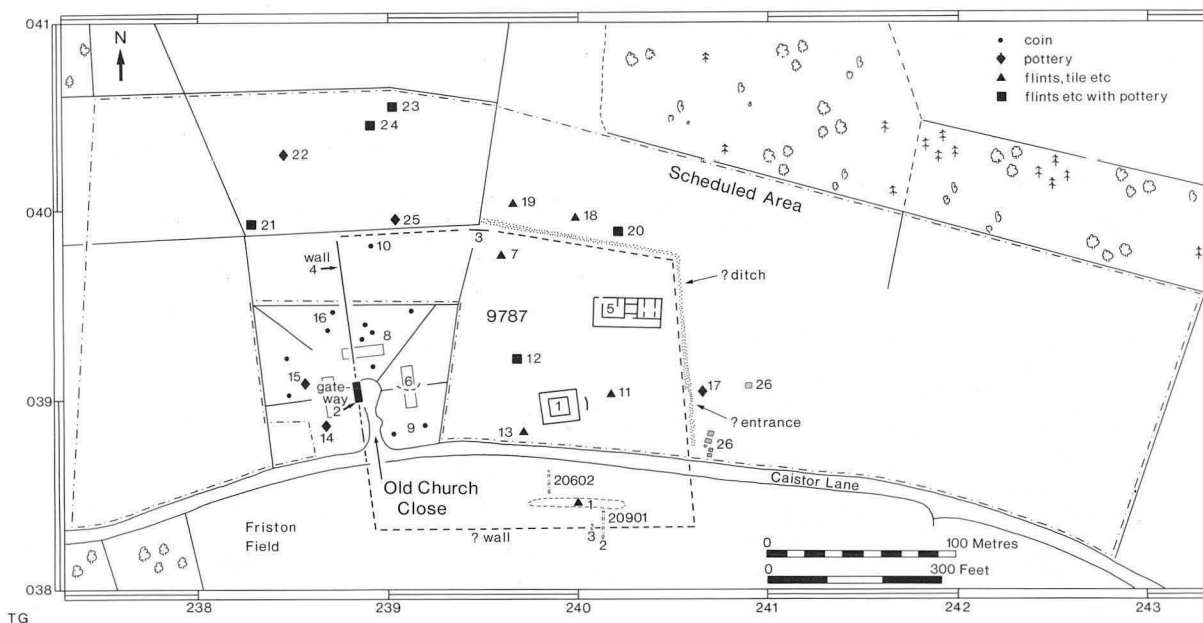 041
N
coin
pottery
flints, tile etc
flints etc with pottery
23
24
22
Scheduled Area
040
19
18
21
25
20
3
10
7
wall
4
? ditch
5
16
9787
8
12
15
6
17
26
gate-
way
2
11
039
1
? entrance
14
9
13
26
Old Church
Close
Caistor Lane
20602
1
20901
Friston
Field
? wall
3
2
0
100 Metres
0
300 Feet
038
TG
238
239
240
241
242
243